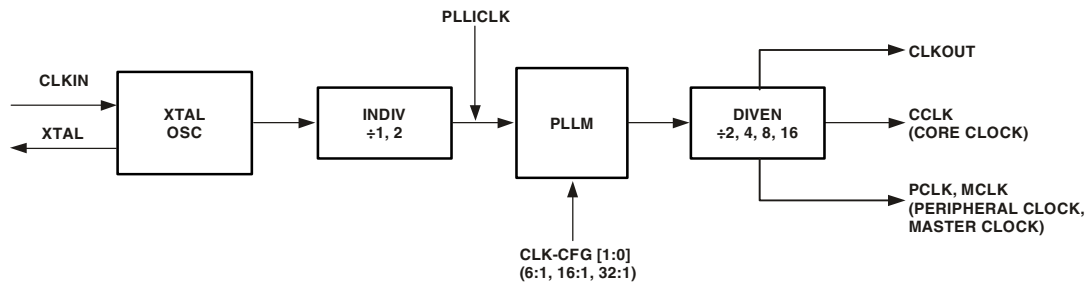 PLLICLK
CLKIN
XTAL
XTAL
OSC
INDIV
÷1, 2
PLLM
DIVEN
÷2, 4, 8, 16
CLKOUT
CCLK
(CORE CLOCK)
PCLK, MCLK
(PERIPHERAL CLOCK,
MASTER CLOCK)
CLK-CFG [1:0]
(6:1, 16:1, 32:1)